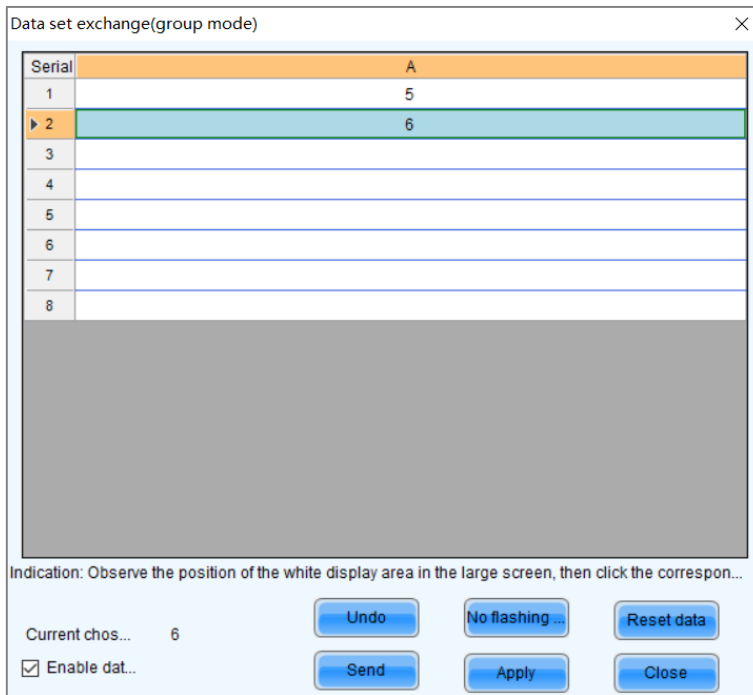 Data set exchange(group mode)
Serial A
1 5
2 6
3
4
5
6
7
8
Indication: Observe the position of the white display area in the large screen, then click the correspon...
Undo No flashing ... Reset data
Current chos... 6
Enable dat... Send Apply Close